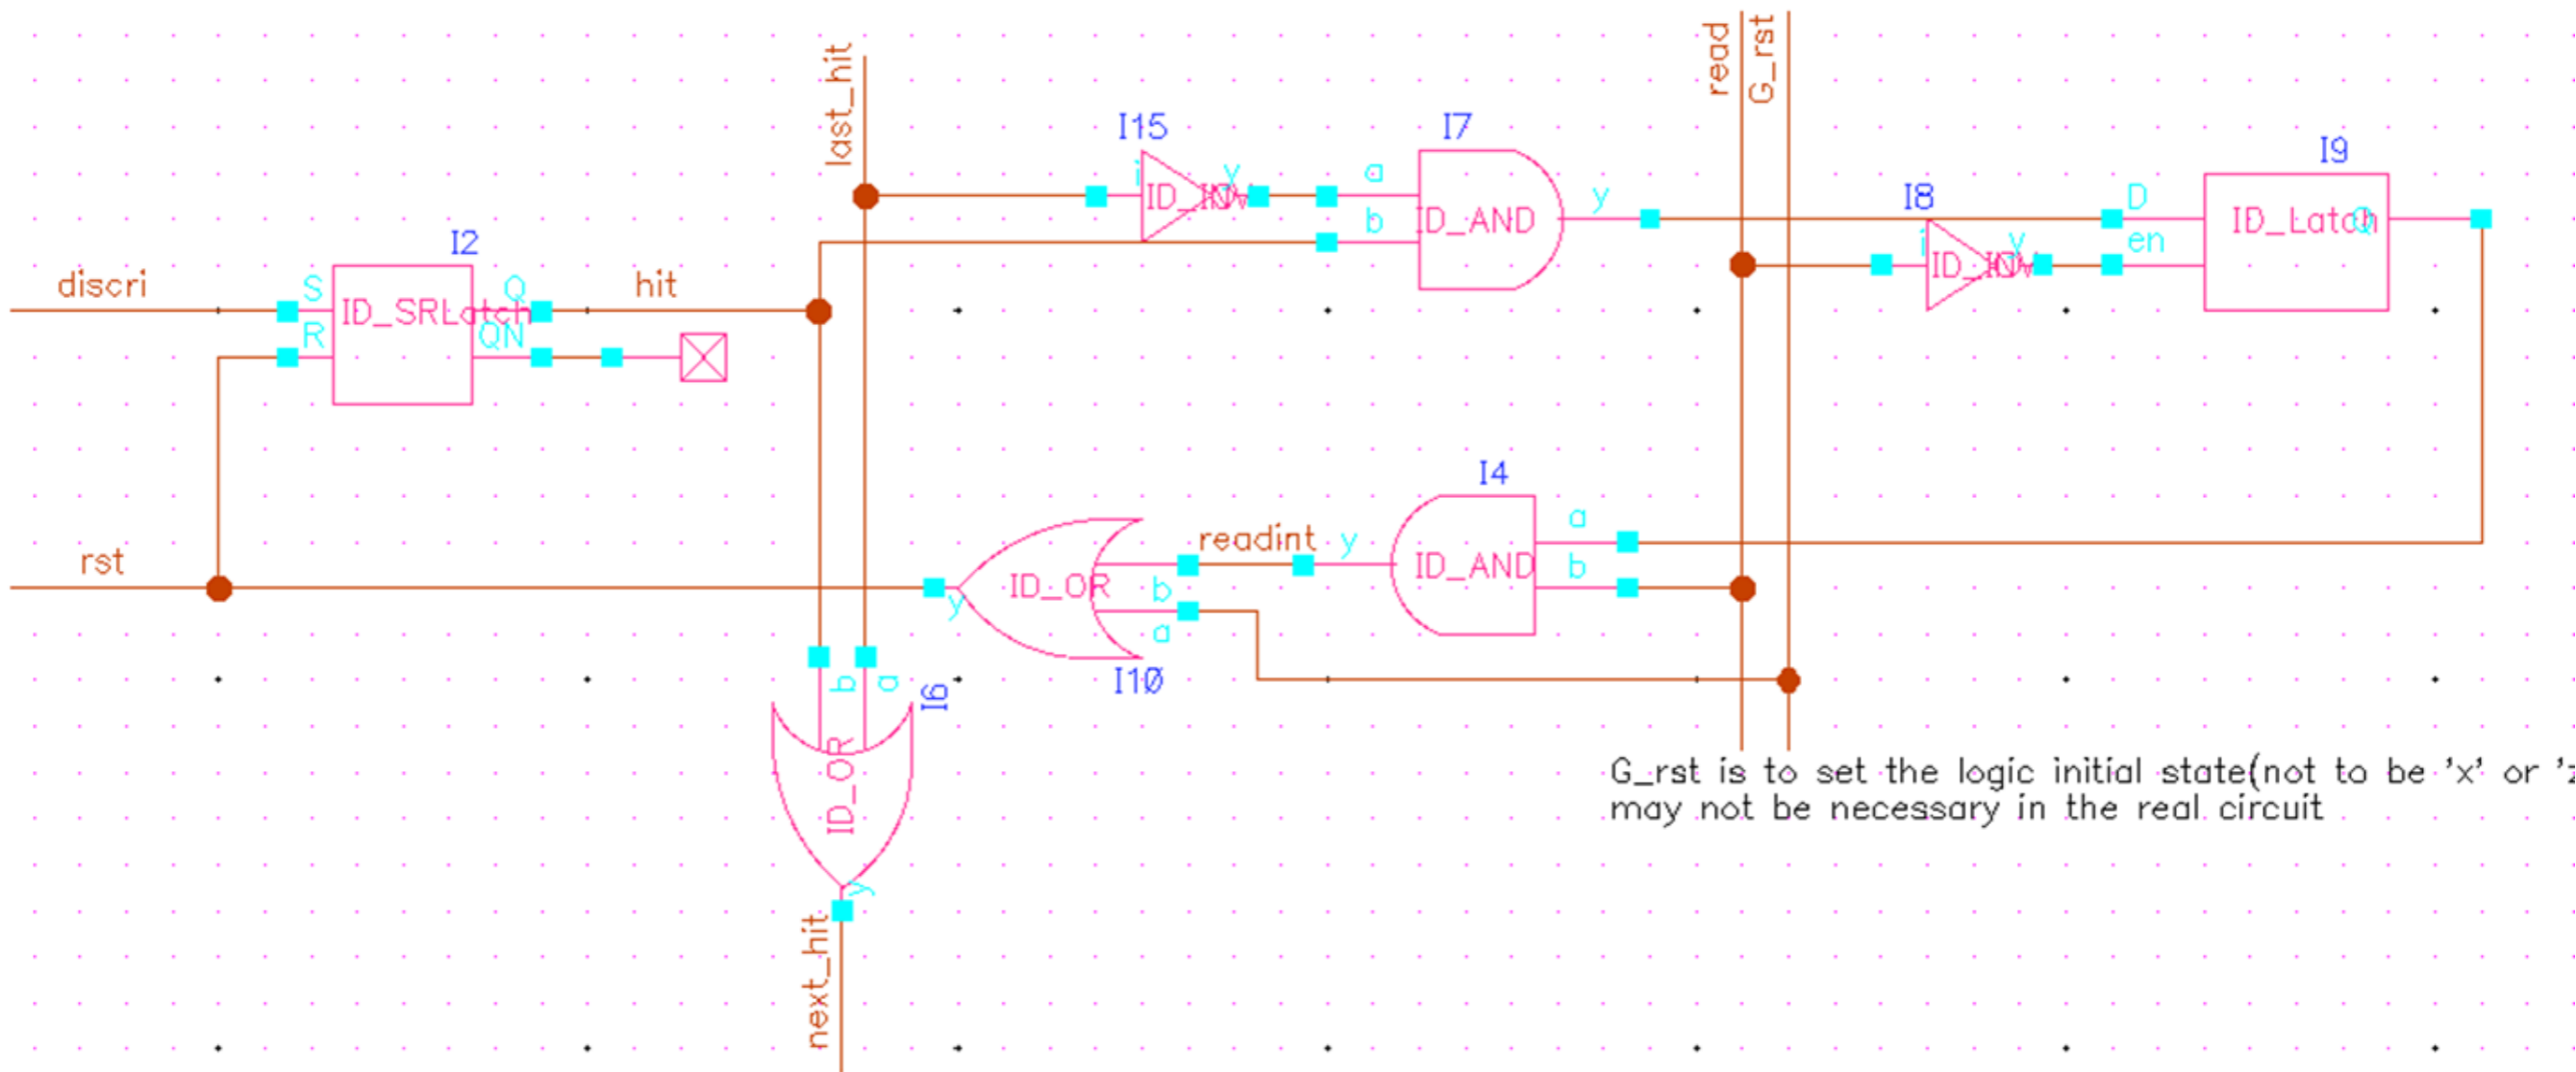 last_hit
read
G_rst
I15
i
y
ID_INV
I7
a
b
ID_AND
y
I9
D
en
ID_Latch
Q
I8
i
y
ID_INV
I2
discri
S
R
ID_SRLatch
Q
QN
hit
I4
a
b
ID_AND
y
readint
rst
ID_OR
y
b
a
I10
b
a
I6
ID_OR
y
next_hit
G_rst is to set the logic initial state(not to be 'x' or '
may not be necessary in the real circuit